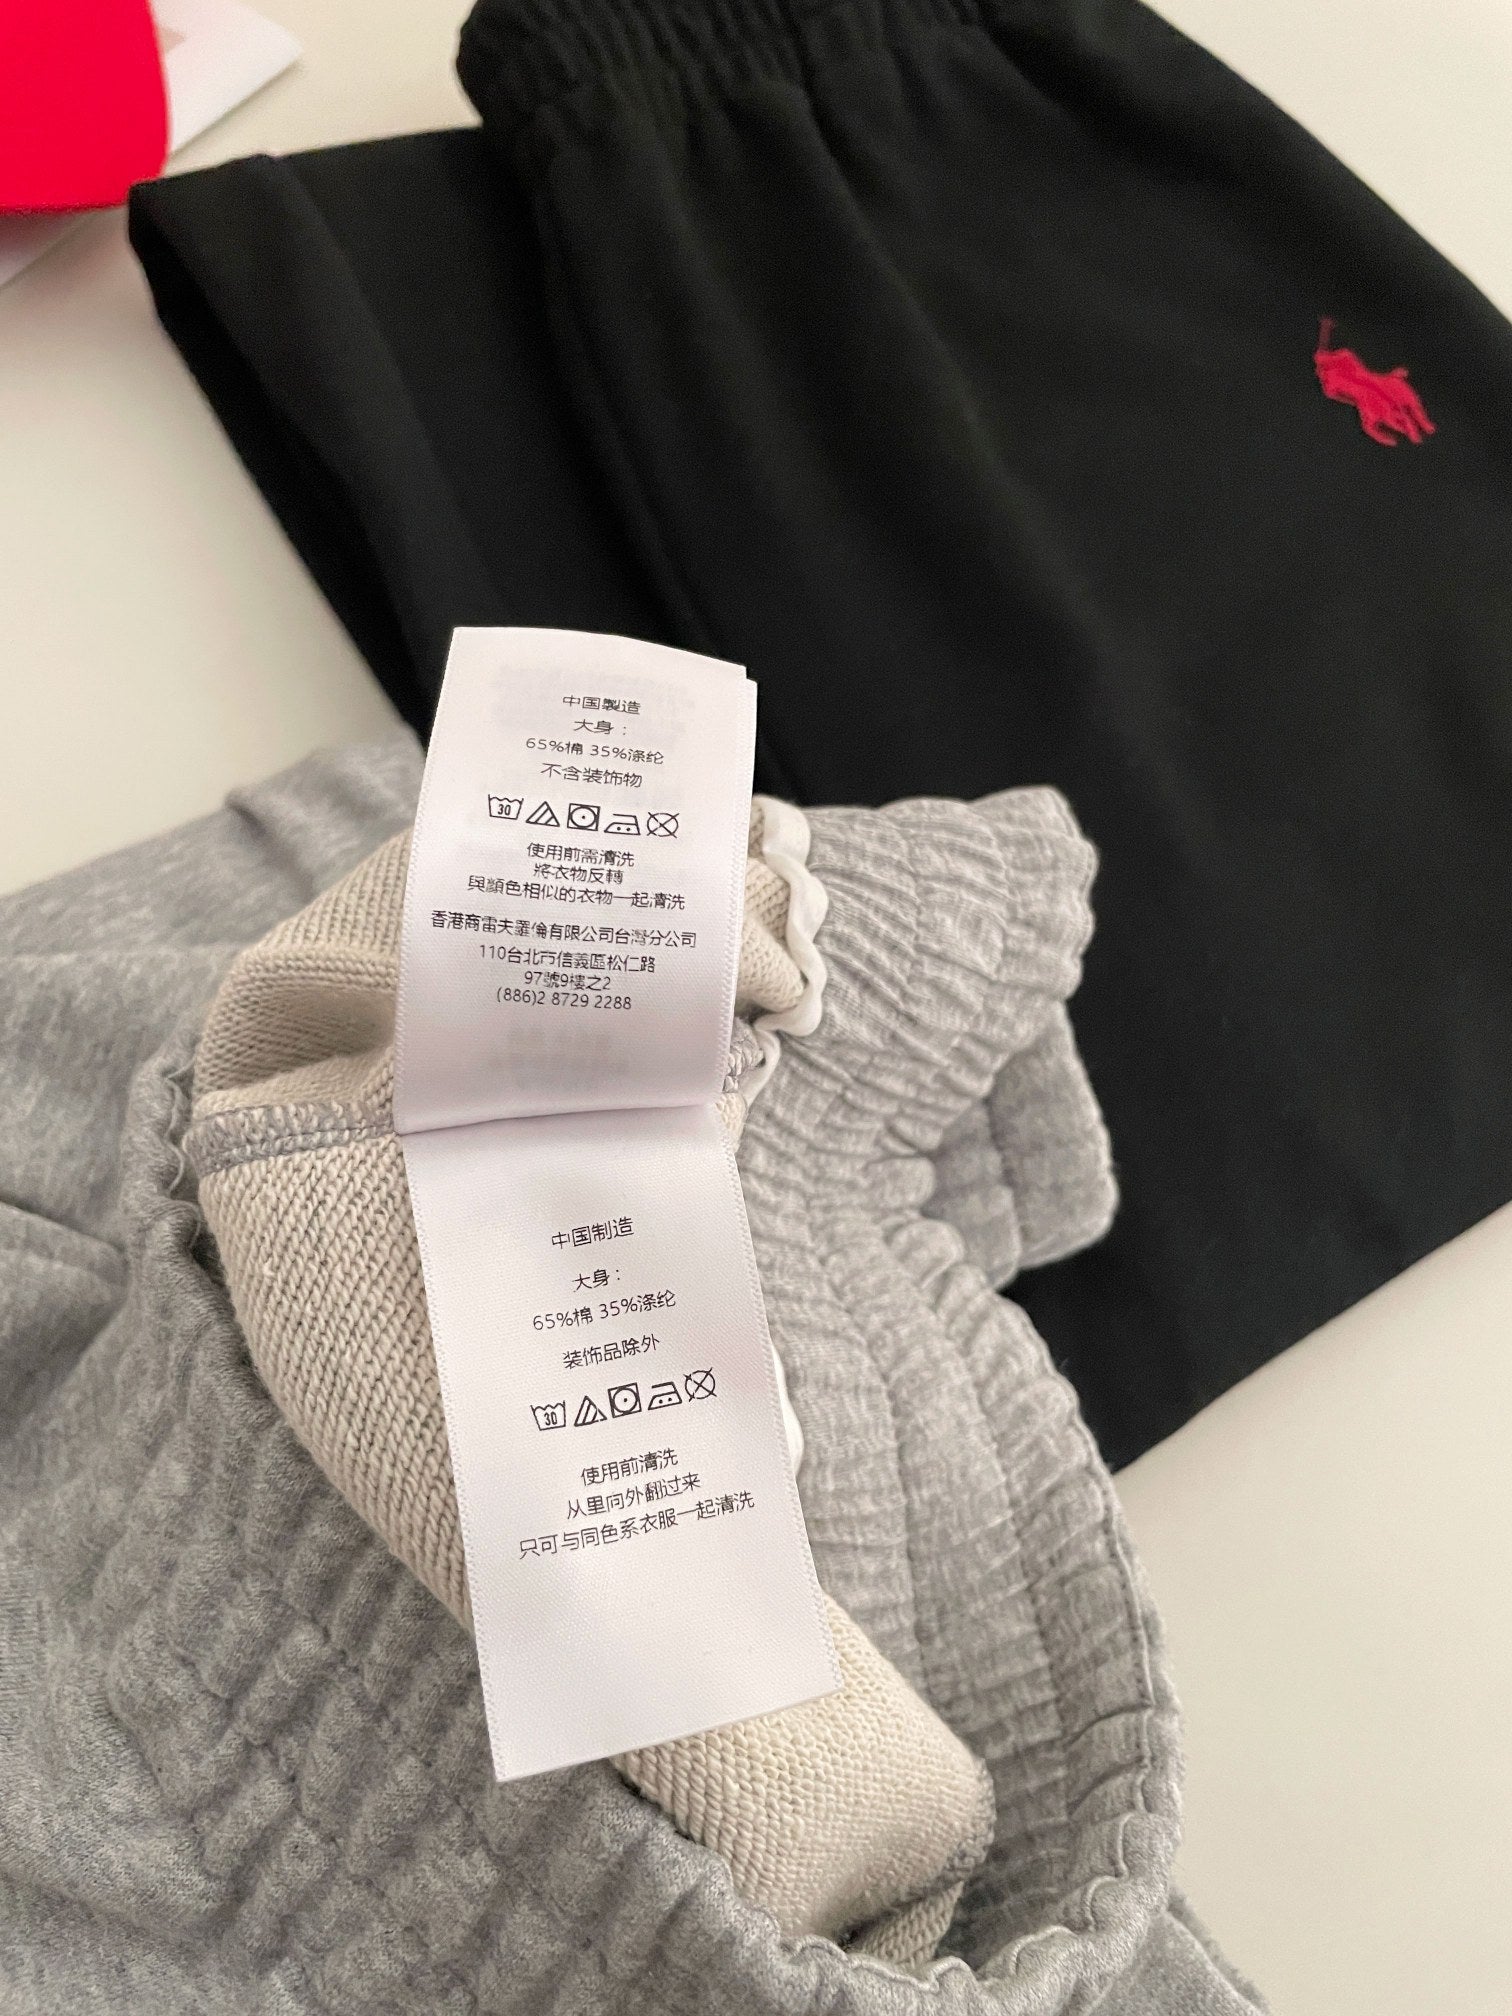 中国製造
大身：
65%棉 35%涤纶
不含装饰物
30
使用前需清洗
將衣物反轉
與顏色相似的衣物一起清洗
香港商雷夫羅倫有限公司台灣分公司
110台北市信義區松仁路
97號9樓之2
(886)2 8729 2288
中国制造
大身：
65%棉 35%涤纶
装饰品除外
30
使用前清洗
从里向外翻过来
只可与同色系衣服一起清洗